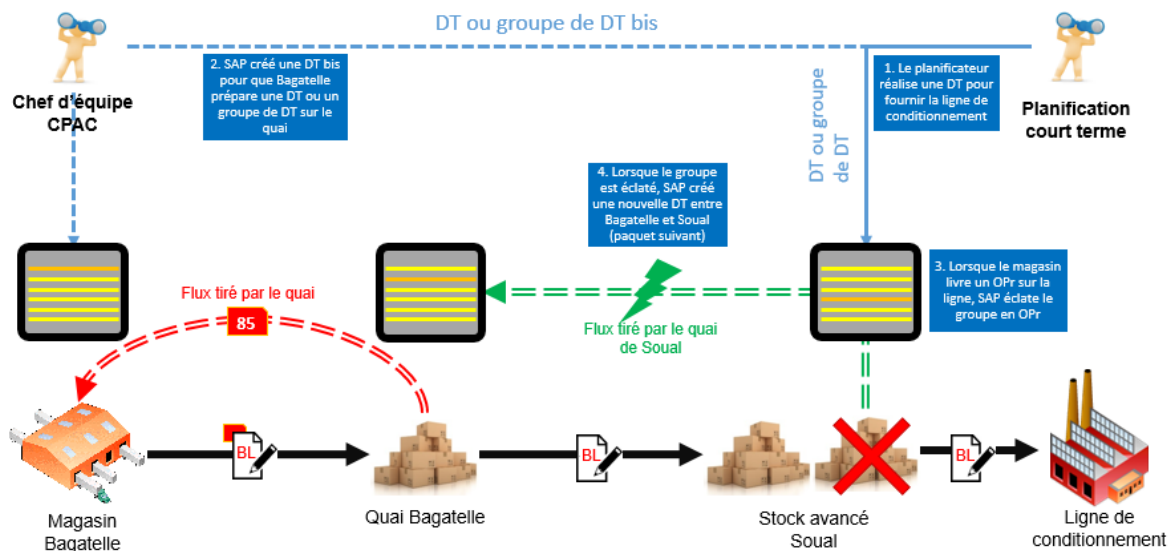 DT ou groupe de DT bis
Chef d'équipe
CPAC
2. SAP créé une DT bis
pour que Bagatelle
prépare une DT ou un
groupe de DT sur le
quai
1. Le planificateur
réalise une DT pour
fournir la ligne de
conditionnement
Planification
court terme
DT ou groupe
de DT
4. Lorsque le groupe
est éclaté, SAP créé
une nouvelle DT entre
Bagatelle et Soual
(paquet suivant)
3. Lorsque le magasin
livre un OPr sur la
ligne, SAP éclate le
groupe en OPr
Flux tiré par le quai
85
Flux tiré par le quai
de Soual
BL
BL
BL
Magasin
Bagatelle
Quai Bagatelle
Stock avancé
Soual
Ligne de
conditionnement